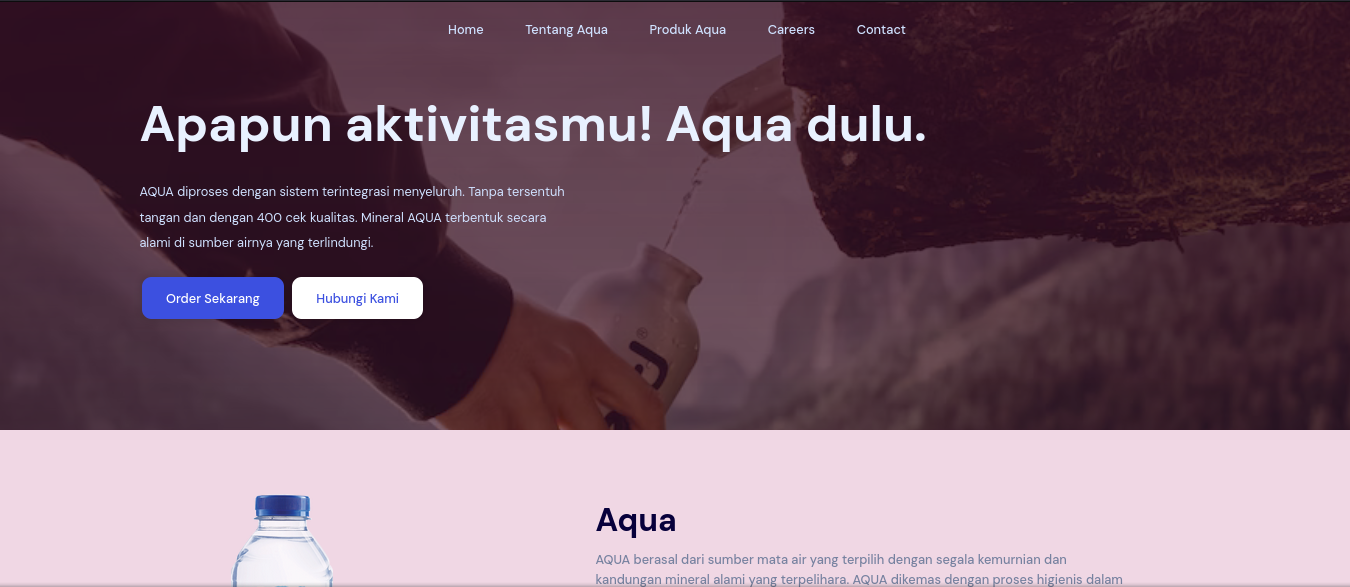 Home Tentang Aqua Produk Aqua Careers Contact
Apapun aktivitasmu! Aqua dulu.
AQUA diproses dengan sistem terintegrasi menyeluruh. Tanpa tersentuh
tangan dan dengan 400 cek kualitas. Mineral AQUA terbentuk secara
alami di sumber airnya yang terlindungi.
Order Sekarang Hubungi Kami
Aqua
AQUA berasal dari sumber mata air yang terpilih dengan segala kemurnian dan
kandungan mineral alami yang terpelihara. AQUA dikemas dengan proses higienis dalam